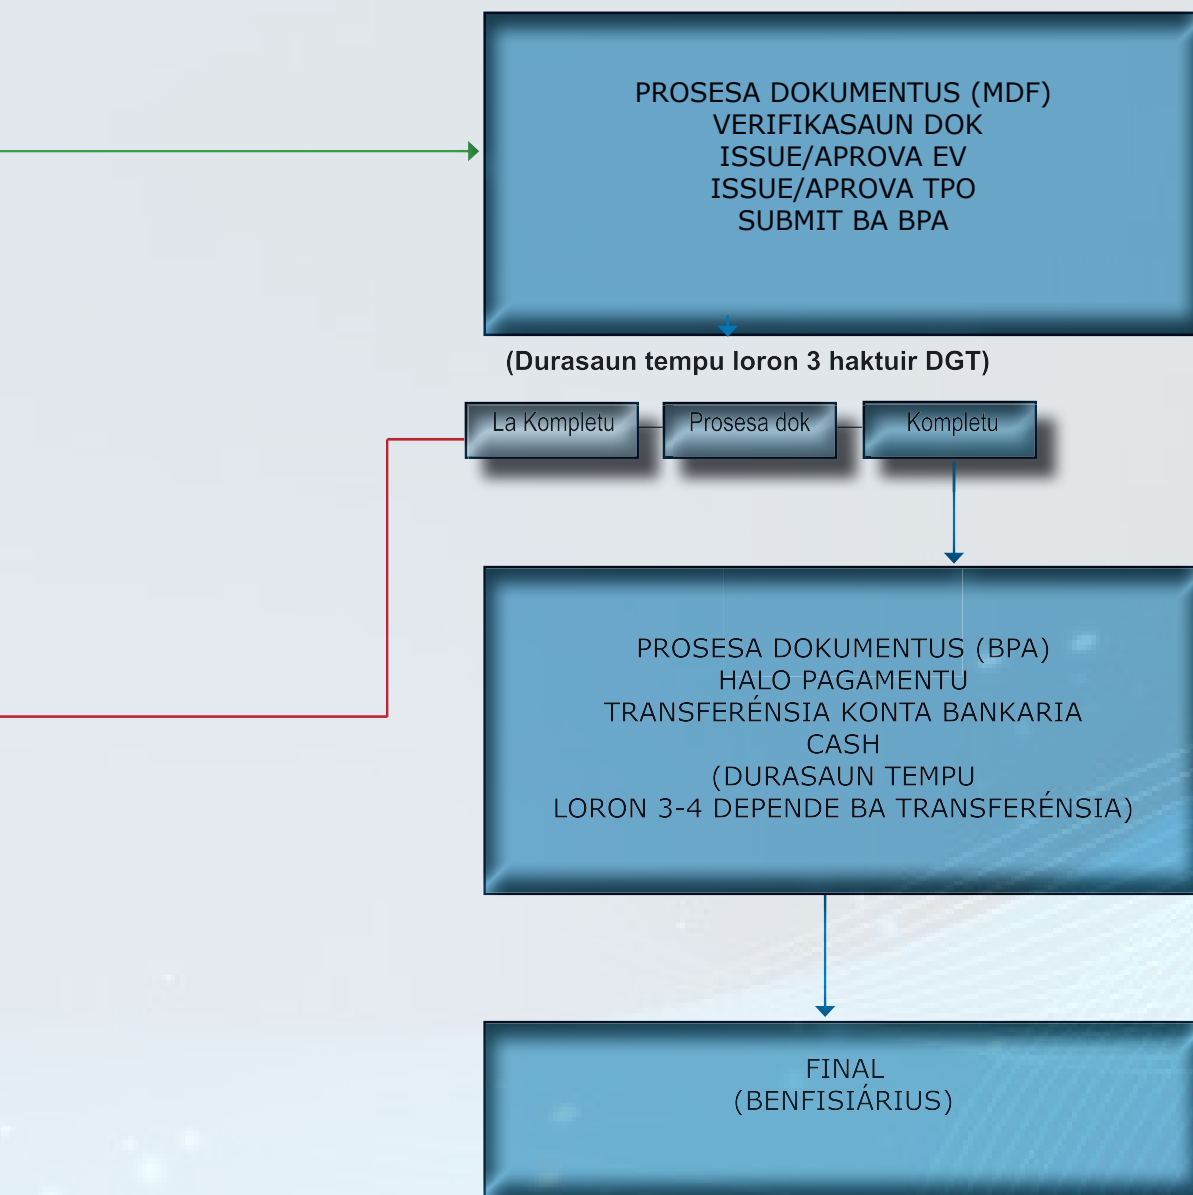 PROSESA DOKUMENTUS (MDF)
VERIFIKASAUN DOK
ISSUE/APROVA EV
ISSUE/APROVA TPO
SUBMIT BA BPA
(Durasaun tempu loron 3 haktuir DGT)
La Kompletu
Prosesa dok
Kompletu
PROSESA DOKUMENTUS (BPA)
HALO PAGAMENTU
TRANSFERÉNSIA KONTA BANKARIA
CASH
(DURASAUN TEMPU
LORON 3-4 DEPENDE BA TRANSFERÉNSIA)
FINAL
(BENFISIÁRIUS)